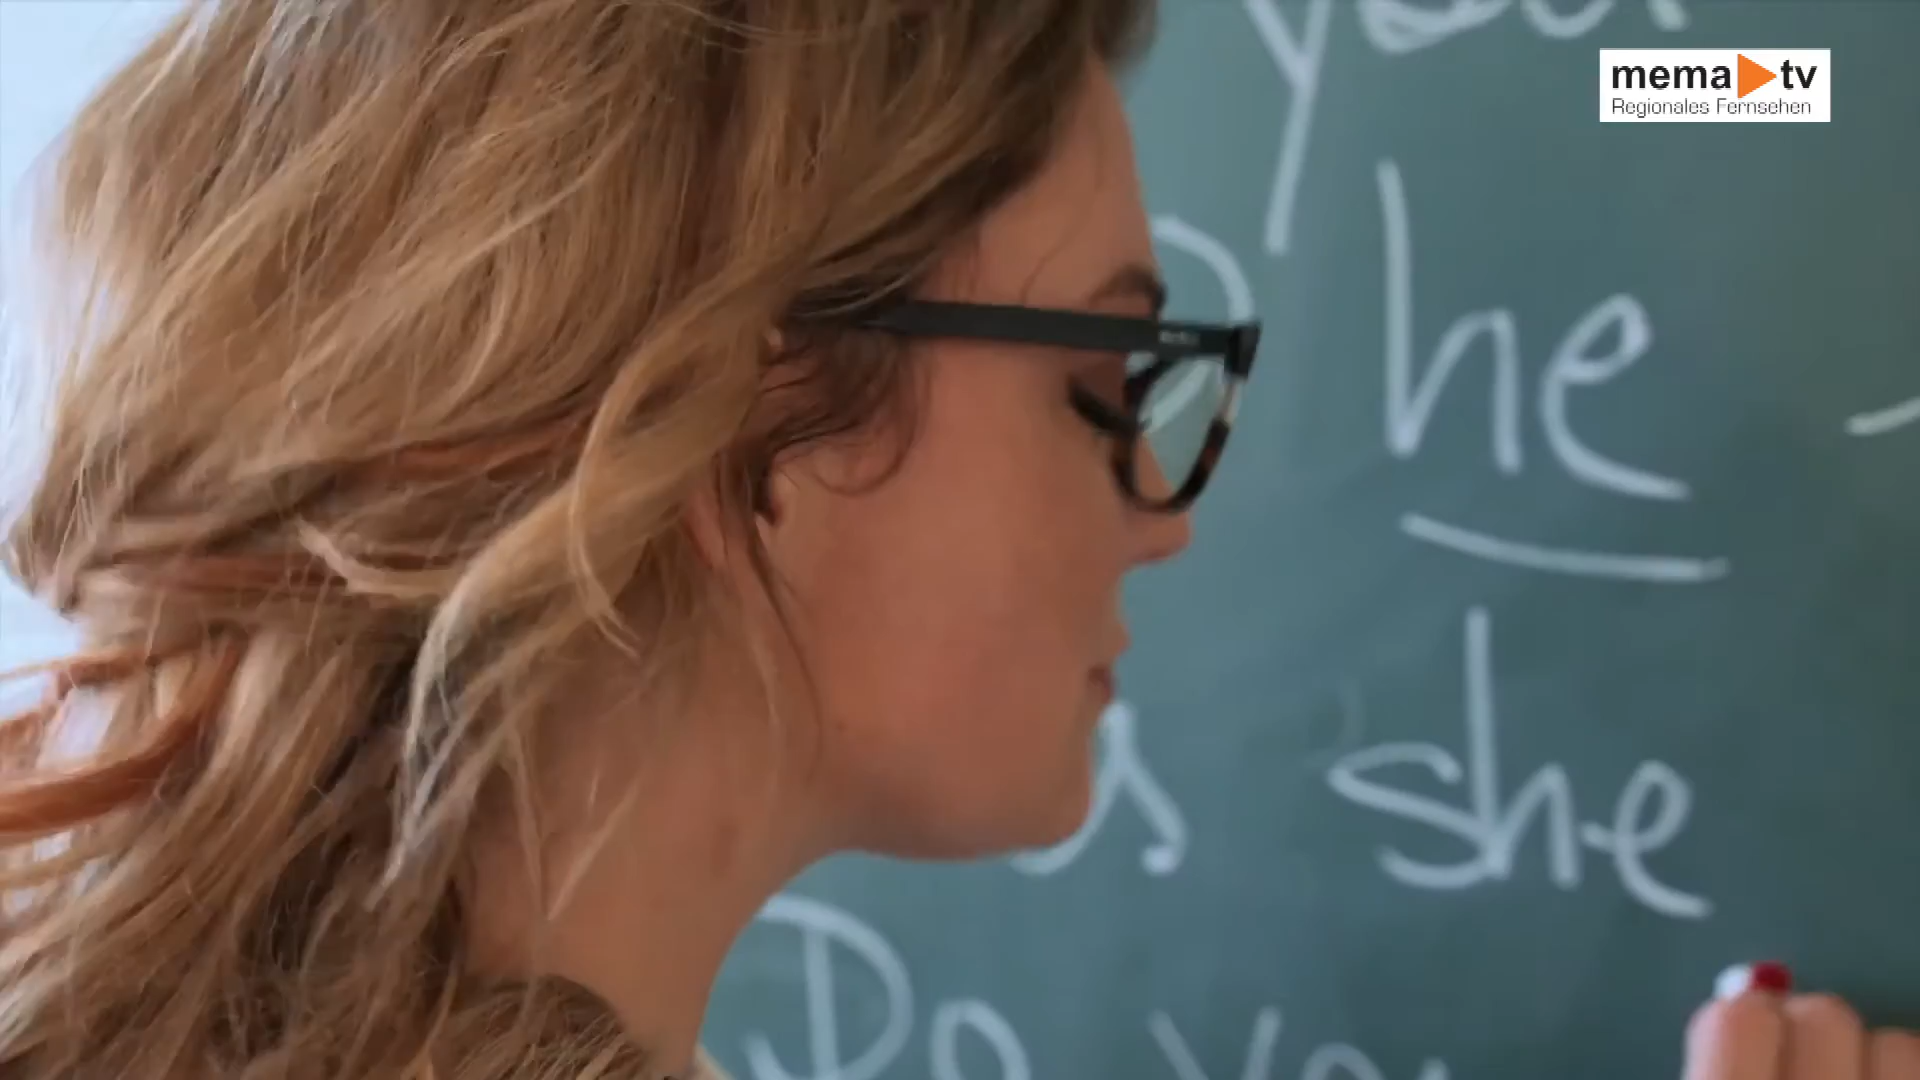 mema tv
Regionales Fernsehen
he
she
Do you